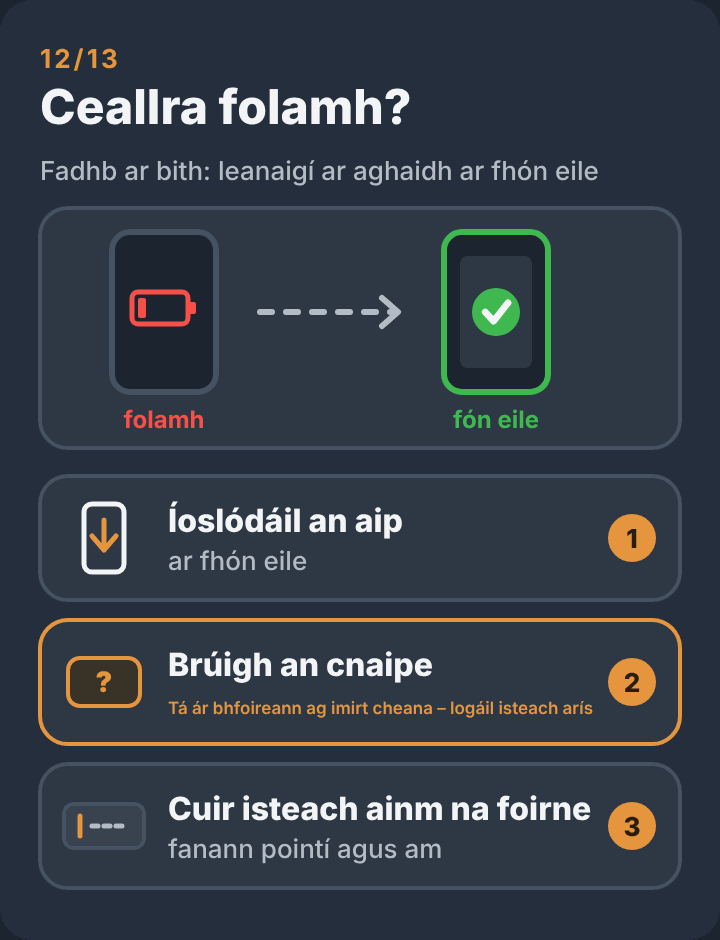 12/13
Ceallra folamh?
Fadhb ar bith: leanaigí ar aghaidh ar fhón eile
folamh
fón eile
Íoslódáil an aip
ar fhón eile
1
?
Brúigh an cnaipe
Tá ár bhfoireann ag imirt cheana – logáil isteach arís
2
Cuir isteach ainm na foirne
fanann pointí agus am
3